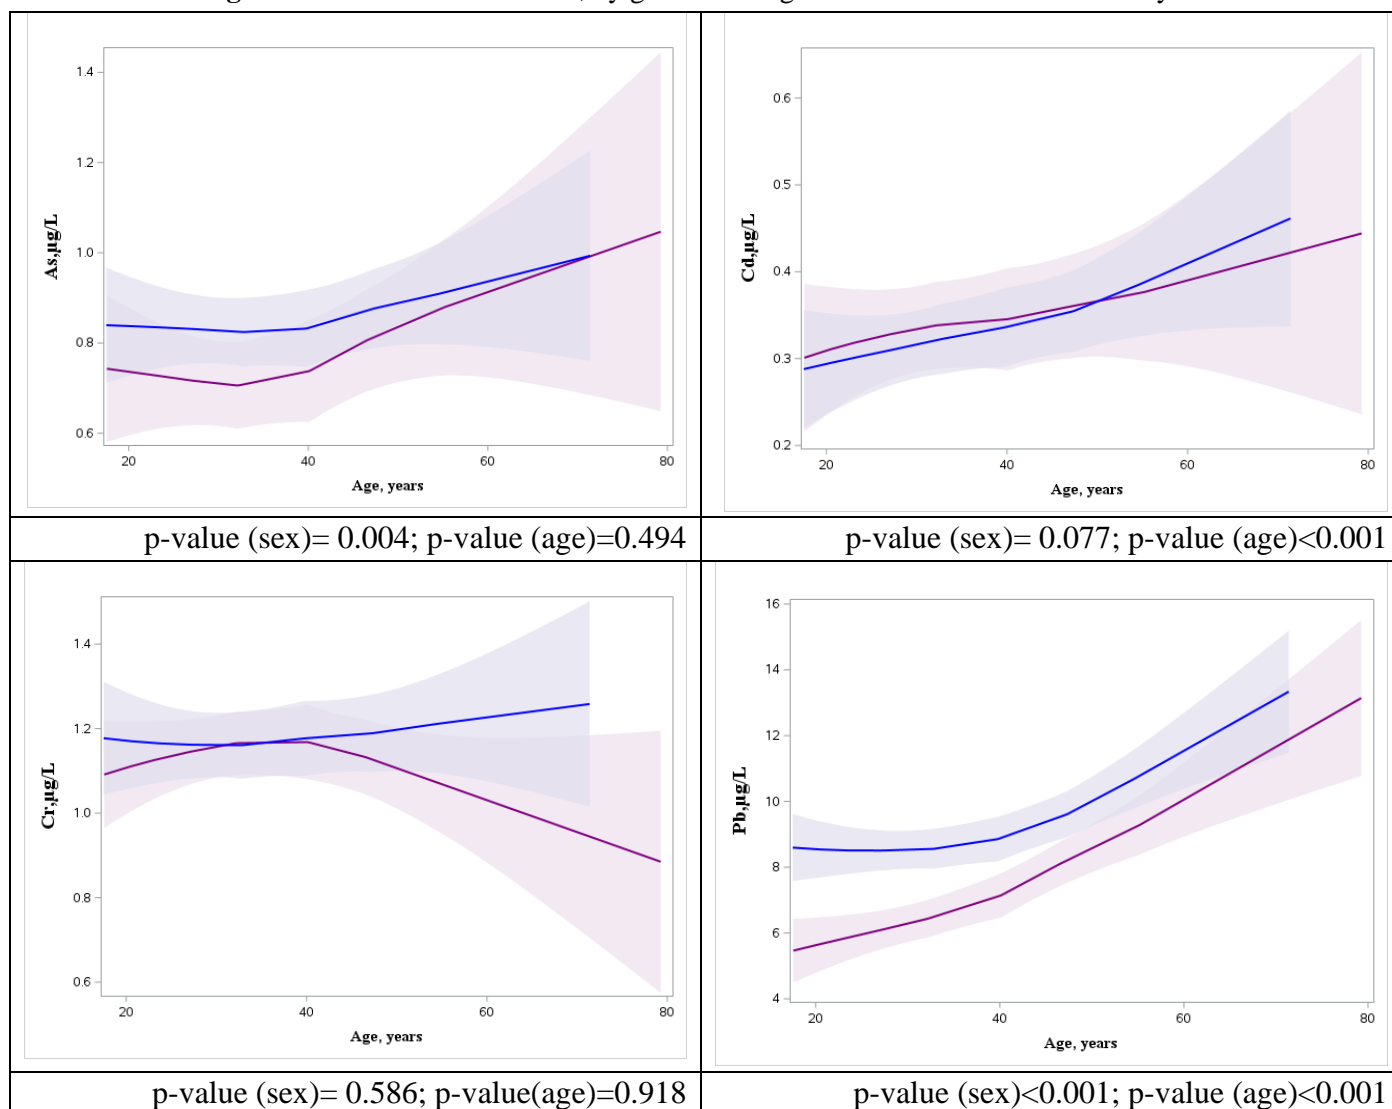 1.4
1.2
1.0
0.8
0.6
As,µg/L
20 40 60 80
Age, years
0.6
0.5
0.4
0.3
0.2
Cd,µg/L
20 40 60 80
Age, years
p-value (sex)= 0.004; p-value (age)=0.494
p-value (sex)= 0.077; p-value (age)<0.001
1.4
1.2
1.0
0.8
0.6
Cr,µg/L
20 40 60 80
Age, years
16
14
12
10
8
6
4
Pb,µg/L
20 40 60 80
Age, years
p-value (sex)= 0.586; p-value(age)=0.918
p-value (sex)<0.001; p-value (age)<0.001